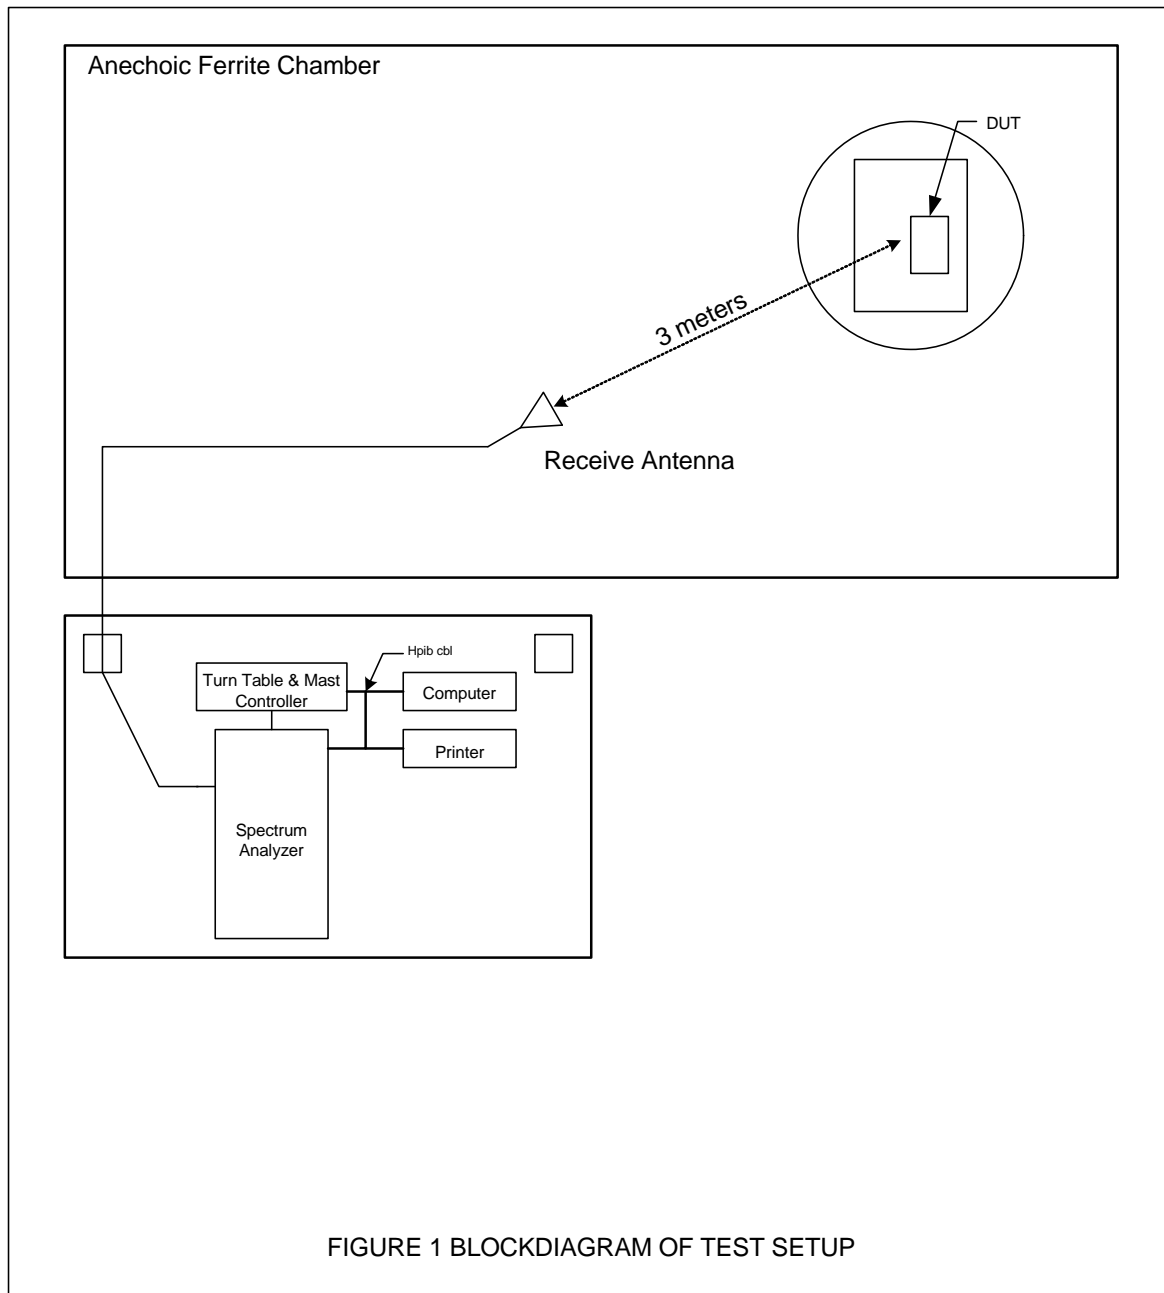 Anechoic Ferrite Chamber
DUT
3 meters
Receive Antenna
Hpib cbl
Turn Table & Mast
Controller
Computer
Printer
Spectrum
Analyzer
FIGURE 1 BLOCKDIAGRAM OF TEST SETUP